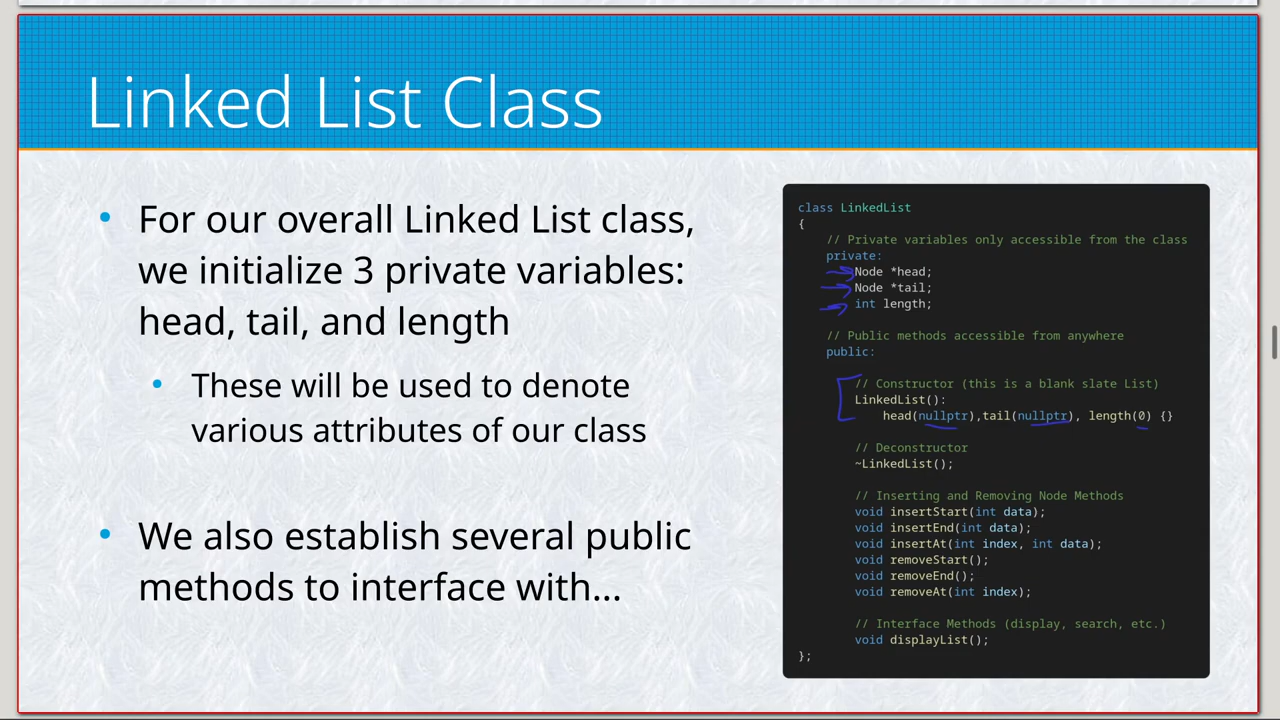 Linked List Class
For our overall Linked List class,
we initialize 3 private variables:
head, tail, and length
These will be used to denote
various attributes of our class
We also establish several public
methods to interface with...
class LinkedList
{
    // Private variables only accessible from the class
    private:
        Node *head;
        Node *tail;
        int length;
    // Public methods accessible from anywhere
    public:
        // Constructor (this is a blank slate List)
        LinkedList():
            head(nullptr),tail(nullptr), length(0) {}
        // Deconstructor
        ~LinkedList();
        // Inserting and Removing Node Methods
        void insertStart(int data);
        void insertEnd(int data);
        void insertAt(int index, int data);
        void removeStart();
        void removeEnd();
        void removeAt(int index);
        // Interface Methods (display, search, etc.)
        void displayList();
};